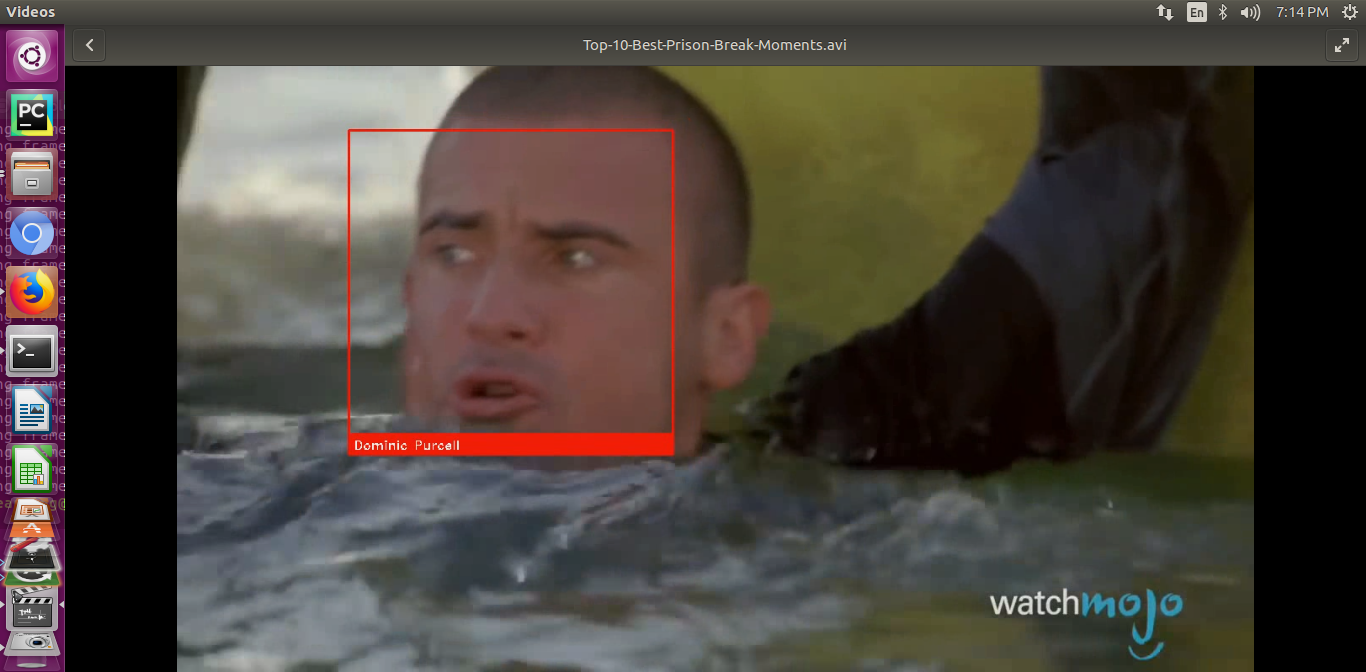 Videos
En
7:14 PM
Top-10-Best-Prison-Break-Moments.avi
PC
Dominic Purcell
watchmojo